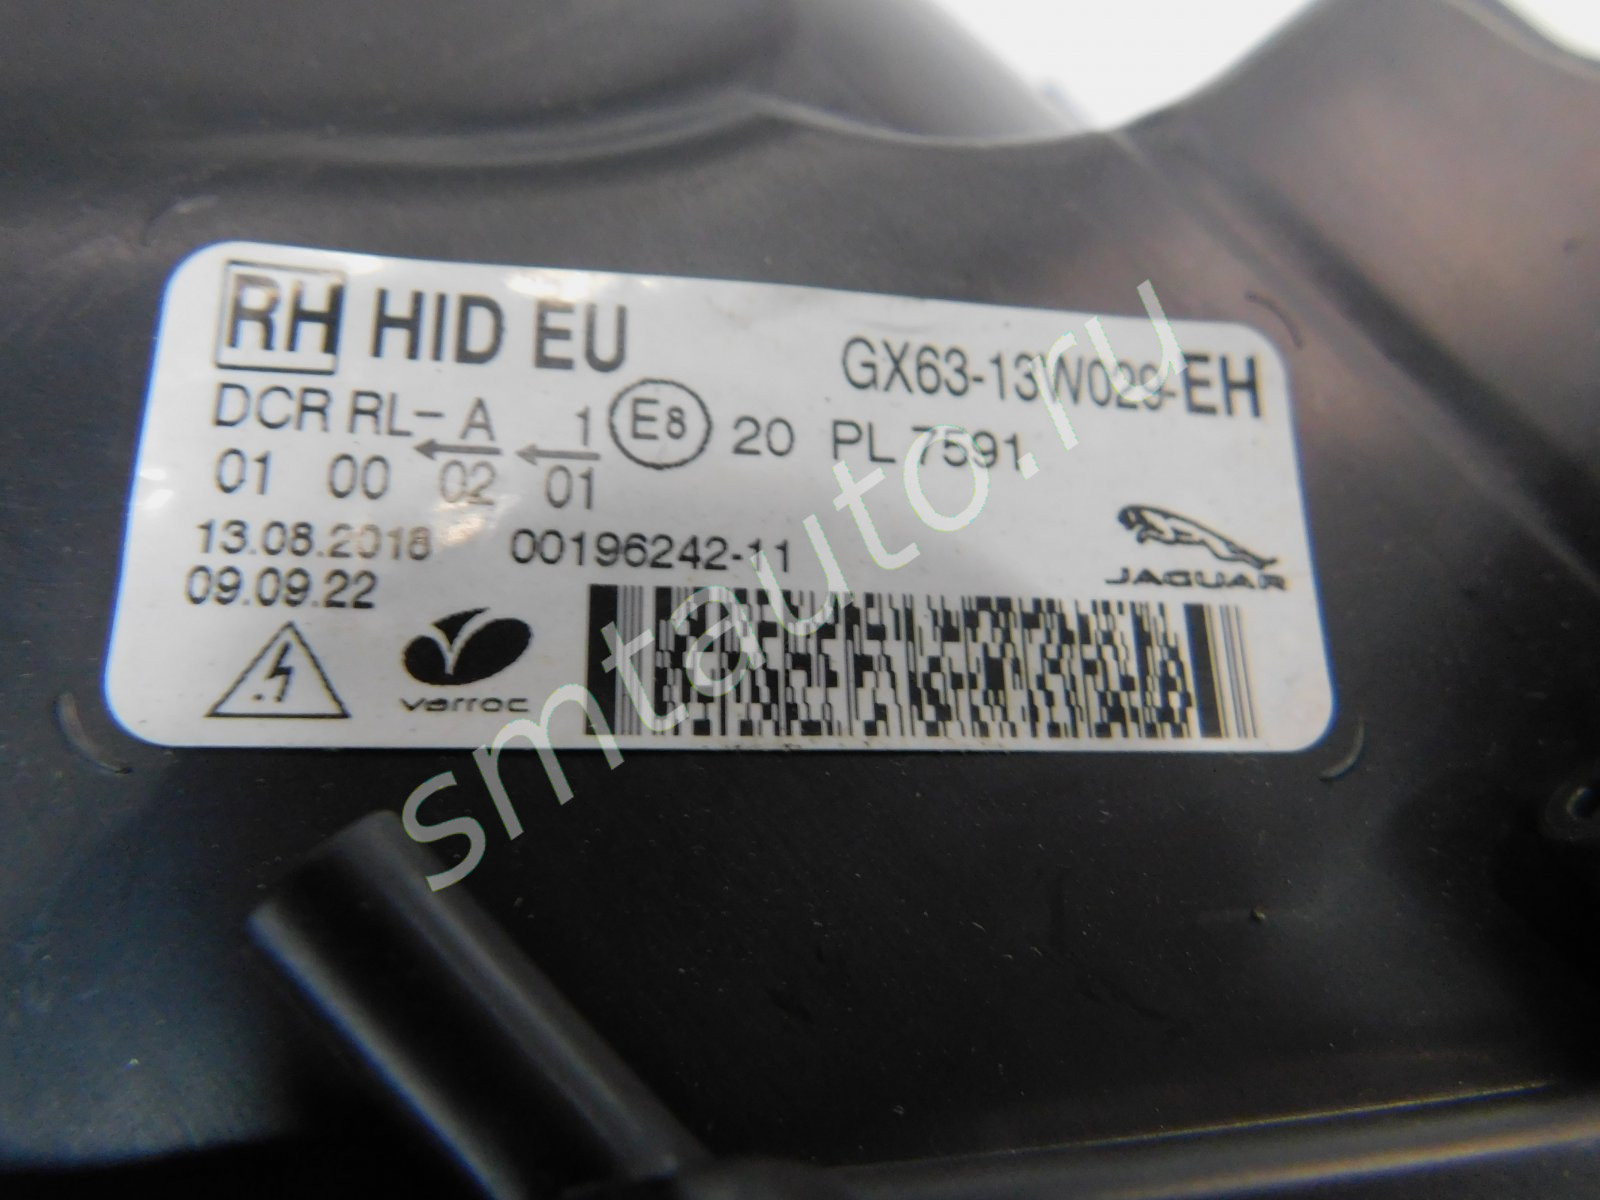 RH HID EU
GX63-13W029-EH
DCR RL- A 1 E8 20 PL 7591
01 00 02 01
13.08.2018 00196242-11
09.09.22
JAGUAR
varroc
smtauto.ru